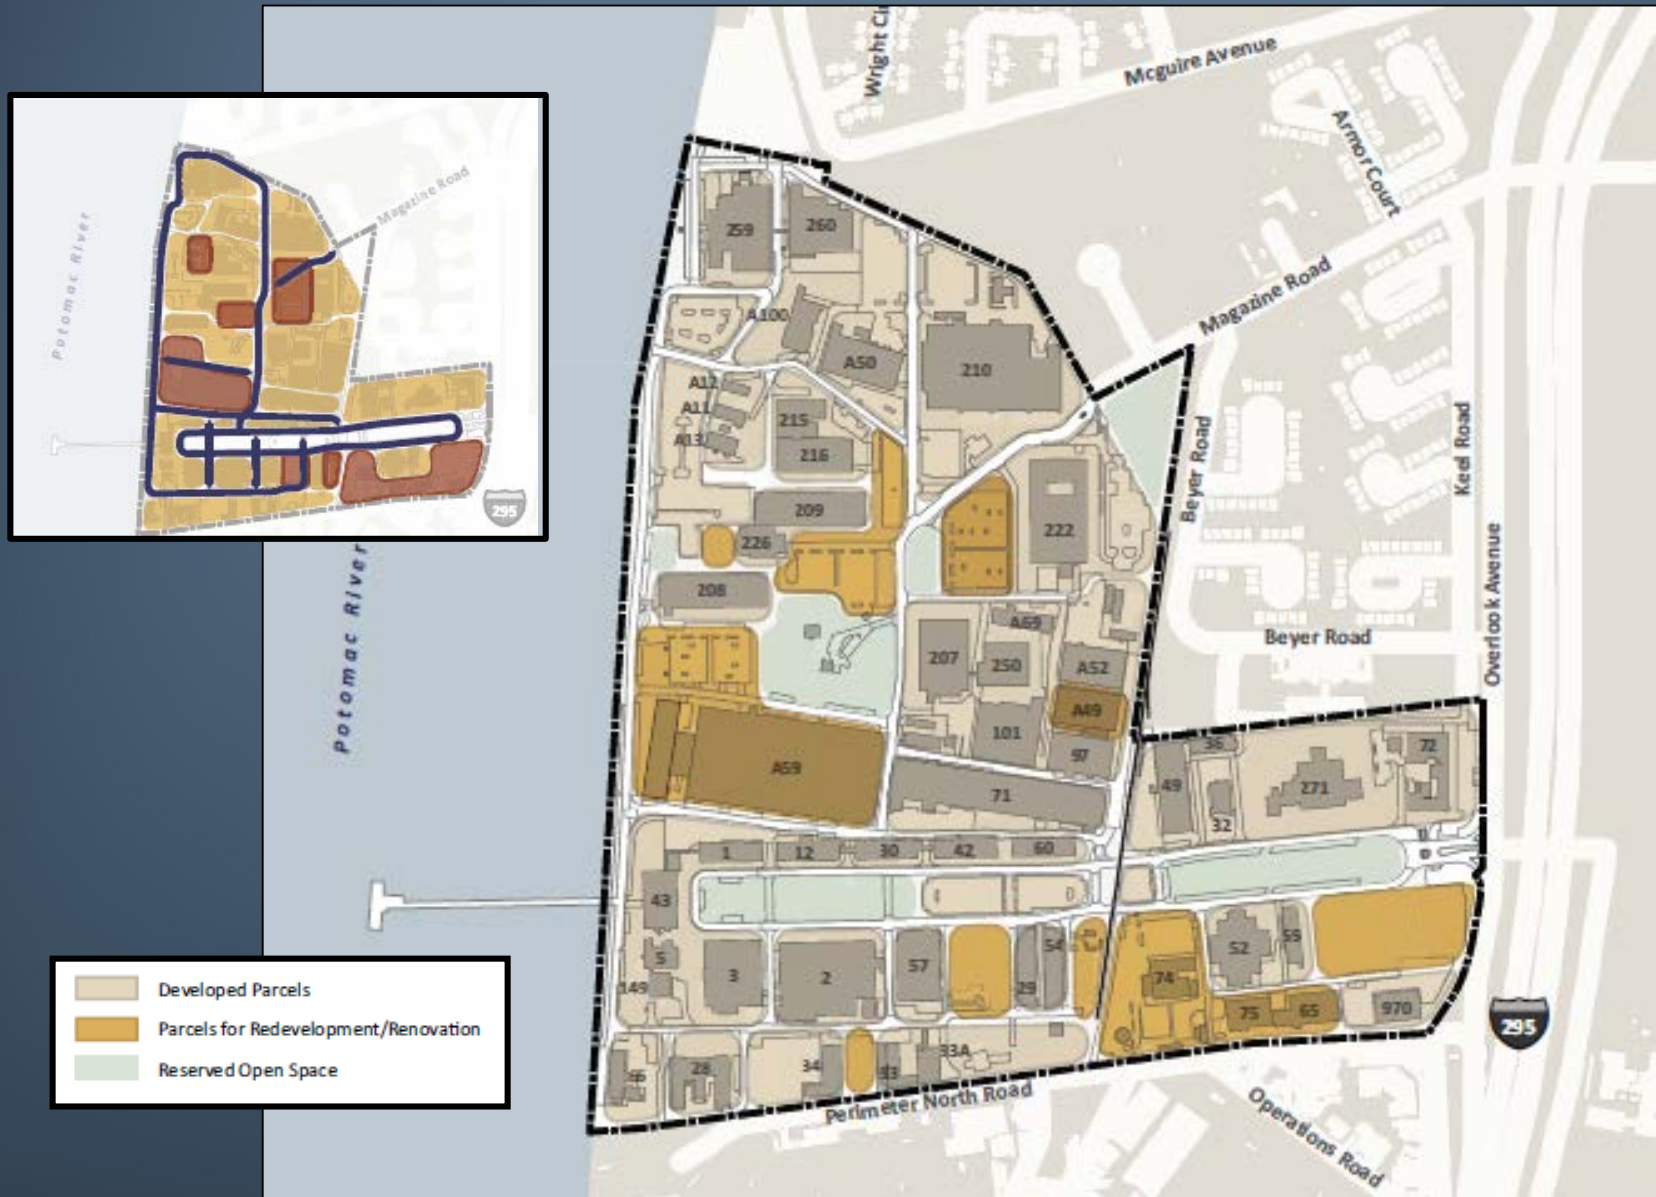 Wright Ci
Mcguire Avenue
Armor Court
Magazine Road
Potomac River
295
Magazine Road
259
260
A100
A50
210
A12
A11
A13
215
216
209
226
222
208
Beyer Road
Keel Road
Overlook Avenue
Beyer Road
Potomac River
A69
207
250
A52
A49
101
97
A59
71
36
72
49
271
32
1
12
30
42
60
43
5
149
3
2
57
54
29
52
59
74
75
65
970
28
34
33
33A
Perimeter North Road
Operations Road
295
Developed Parcels
Parcels for Redevelopment/Renovation
Reserved Open Space